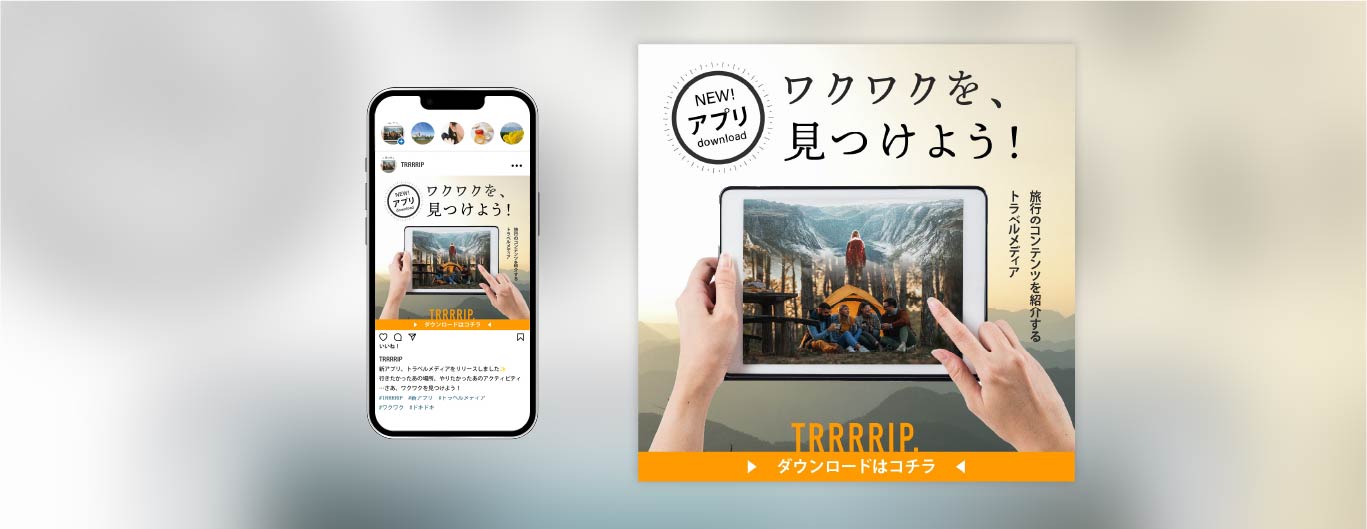 TRRRRIP
NEW!
アプリ
download
ワクワクを、
見つけよう!
旅行のコンテンツを紹介する
トラベルメディア
TRRRRIP.
ダウンロードはコチラ
いいね!
TRRRRIP
新アプリ、トラベルメディアをリリースしました✨
行きたかったあの場所、やりたかったあのアクティビティ
…さあ、ワクワクを見つけよう!
#TRRRRIP #新アプリ #トラベルメディア
#ワクワク #ドキドキ
NEW!
アプリ
download
ワクワクを、
見つけよう!
旅行のコンテンツを紹介する
トラベルメディア
TRRRRIP.
ダウンロードはコチラ